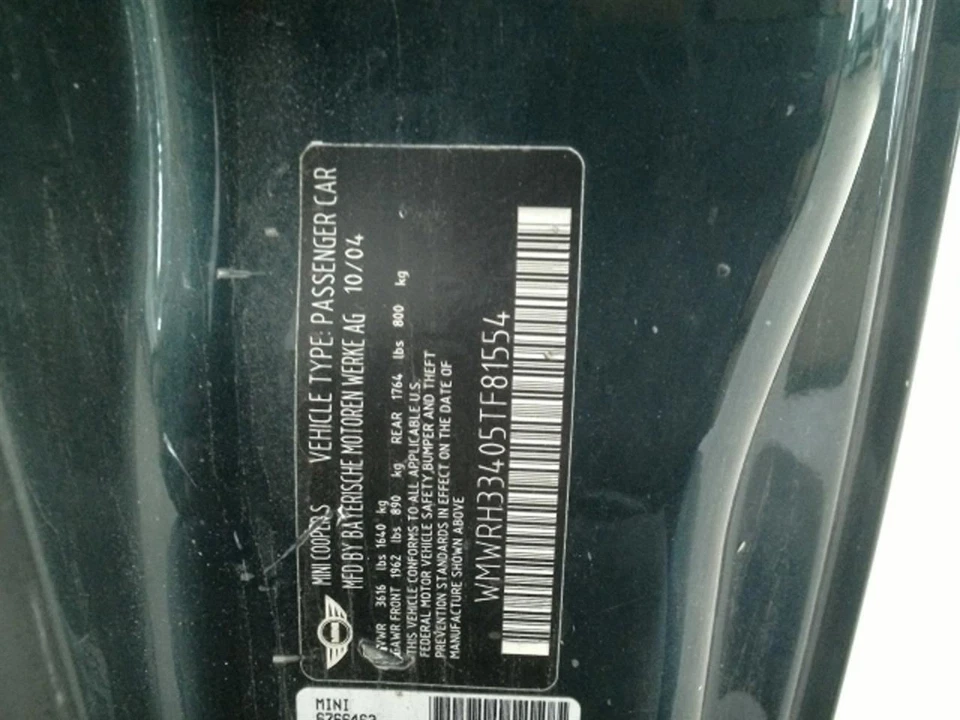 MINI COOPER S VEHICLE TYPE: PASSENGER CAR
MFD BY BAYERISCHE MOTOREN WERKE AG 10/04
GVWR 3616 lbs 1640 kg
GAWR FRONT 1962 lbs 890 kg REAR 1764 lbs 800 kg
THIS VEHICLE CONFORMS TO ALL APPLICABLE U.S.
FEDERAL MOTOR VEHICLE SAFETY, BUMPER AND THEFT
PREVENTION STANDARDS IN EFFECT ON THE DATE OF
MANUFACTURE SHOWN ABOVE
WMWRH33405TF81554
MINI